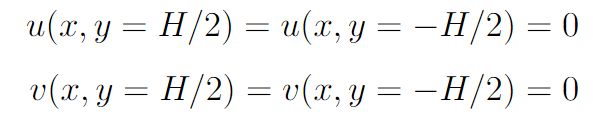 u(x, y = H/2) = u(x, y = −H/2) = 0
v(x, y = H/2) = v(x, y = −H/2) = 0